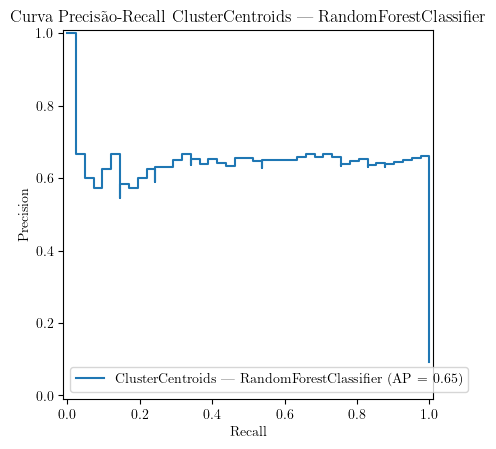 Curva Precisão-Recall ClusterCentroids — RandomForestClassifier
1.0
0.8
0.6
0.4
0.2
0.0
Precision
ClusterCentroids — RandomForestClassifier (AP = 0.65)
0.0 0.2 0.4 0.6 0.8 1.0
Recall